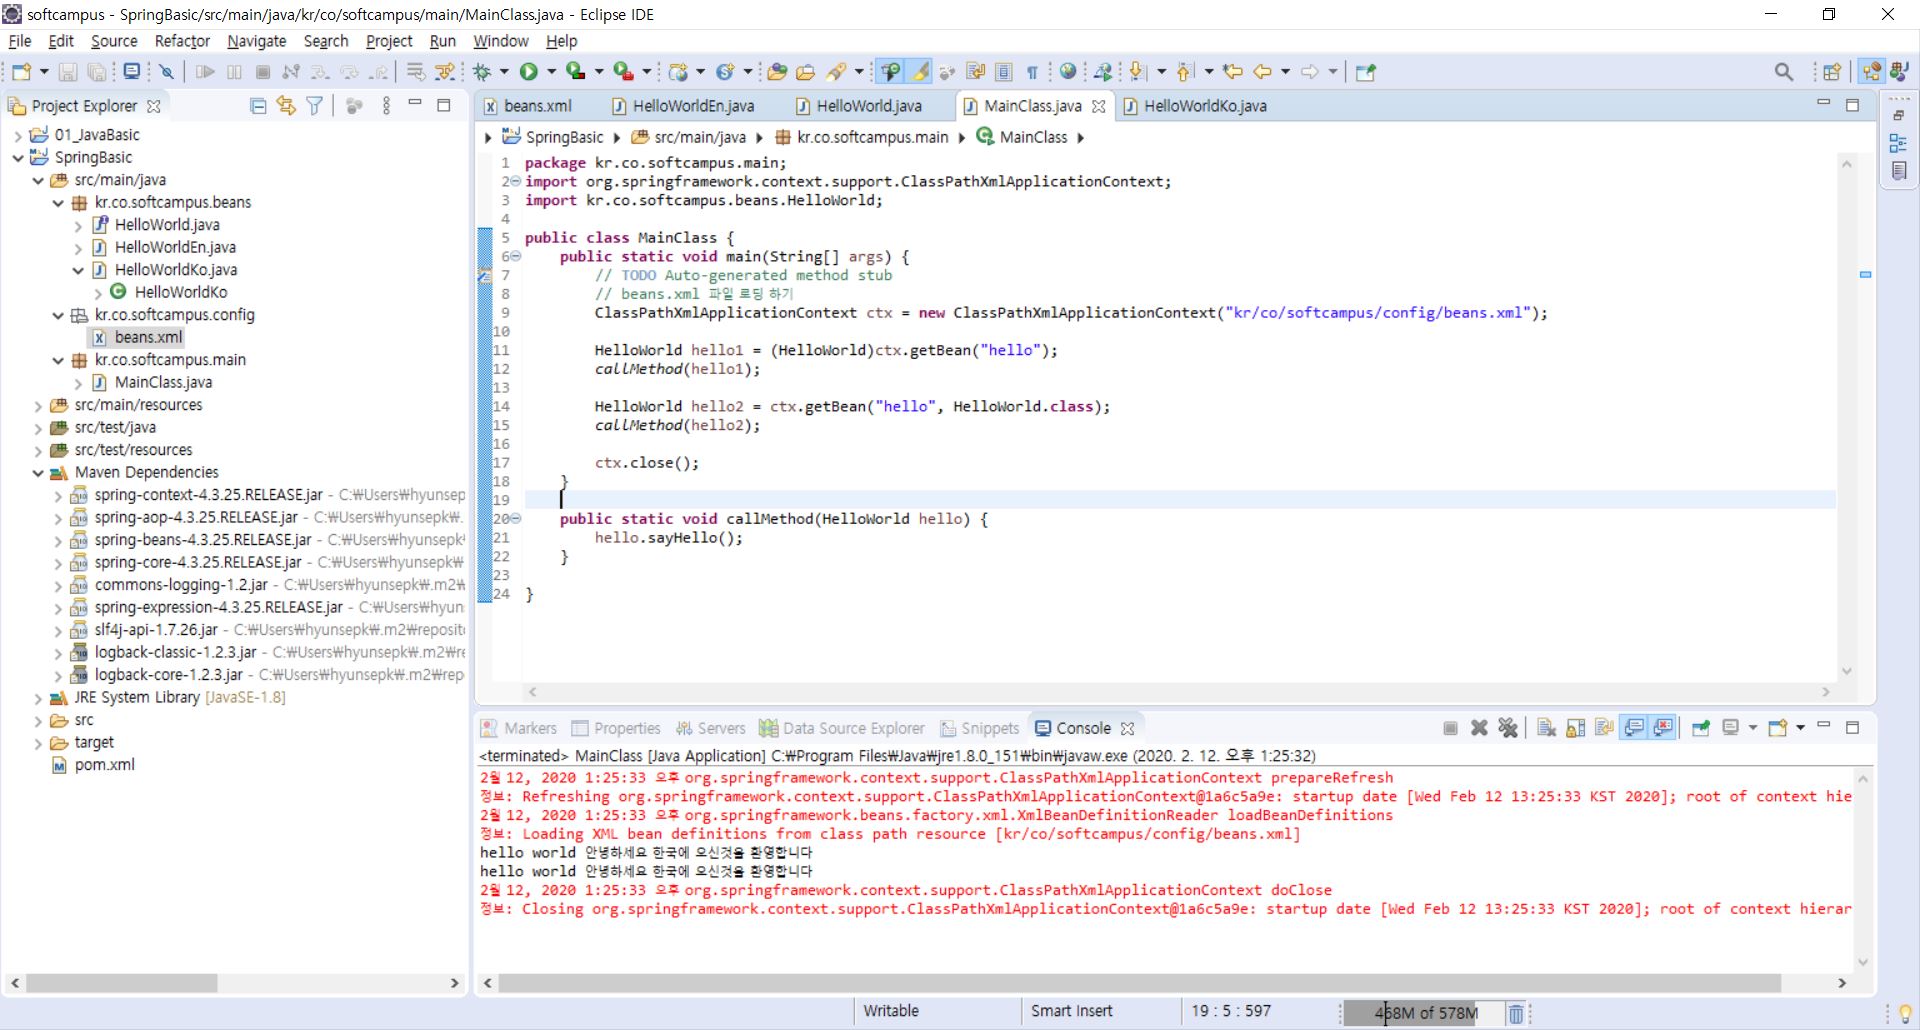 softcampus - SpringBasic/src/main/java/kr/co/softcampus/main/MainClass.java - Eclipse IDE
File Edit Source Refactor Navigate Search Project Run Window Help
Project Explorer
01_JavaBasic
SpringBasic
src/main/java
kr.co.softcampus.beans
HelloWorld.java
HelloWorldEn.java
HelloWorldKo.java
HelloWorldKo
kr.co.softcampus.config
beans.xml
kr.co.softcampus.main
MainClass.java
src/main/resources
src/test/java
src/test/resources
Maven Dependencies
spring-context-4.3.25.RELEASE.jar - C:₩Users₩hyunsep
spring-aop-4.3.25.RELEASE.jar - C:₩Users₩hyunsepk₩.
spring-beans-4.3.25.RELEASE.jar - C:₩Users₩hyunsepk
spring-core-4.3.25.RELEASE.jar - C:₩Users₩hyunsepk₩
commons-logging-1.2.jar - C:₩Users₩hyunsepk₩.m2₩
spring-expression-4.3.25.RELEASE.jar - C:₩Users₩hyun
slf4j-api-1.7.26.jar - C:₩Users₩hyunsepk₩.m2₩reposit
logback-classic-1.2.3.jar - C:₩Users₩hyunsepk₩.m2₩re
logback-core-1.2.3.jar - C:₩Users₩hyunsepk₩.m2₩rep
JRE System Library [JavaSE-1.8]
src
target
pom.xml
beans.xml HelloWorldEn.java HelloWorld.java MainClass.java HelloWorldKo.java
SpringBasic src/main/java kr.co.softcampus.main MainClass
1 package kr.co.softcampus.main;
2 import org.springframework.context.support.ClassPathXmlApplicationContext;
3 import kr.co.softcampus.beans.HelloWorld;
4
5 public class MainClass {
6 public static void main(String[] args) {
7 // TODO Auto-generated method stub
8 // beans.xml 파일 로딩 하기
9 ClassPathXmlApplicationContext ctx = new ClassPathXmlApplicationContext("kr/co/softcampus/config/beans.xml");
10
11 HelloWorld hello1 = (HelloWorld)ctx.getBean("hello");
12 callMethod(hello1);
13
14 HelloWorld hello2 = ctx.getBean("hello", HelloWorld.class);
15 callMethod(hello2);
16
17 ctx.close();
18 }
19
20 public static void callMethod(HelloWorld hello) {
21 hello.sayHello();
22 }
23
24 }
Markers Properties Servers Data Source Explorer Snippets Console
<terminated> MainClass [Java Application] C:₩Program Files₩Java₩jre1.8.0_151₩bin₩javaw.exe (2020. 2. 12. 오후 1:25:32)
2월 12, 2020 1:25:33 오후 org.springframework.context.support.ClassPathXmlApplicationContext prepareRefresh
정보: Refreshing org.springframework.context.support.ClassPathXmlApplicationContext@1a6c5a9e: startup date [Wed Feb 12 13:25:33 KST 2020]; root of context hie
2월 12, 2020 1:25:33 오후 org.springframework.beans.factory.xml.XmlBeanDefinitionReader loadBeanDefinitions
정보: Loading XML bean definitions from class path resource [kr/co/softcampus/config/beans.xml]
hello world 안녕하세요 한국에 오신것을 환영합니다
hello world 안녕하세요 한국에 오신것을 환영합니다
2월 12, 2020 1:25:33 오후 org.springframework.context.support.ClassPathXmlApplicationContext doClose
정보: Closing org.springframework.context.support.ClassPathXmlApplicationContext@1a6c5a9e: startup date [Wed Feb 12 13:25:33 KST 2020]; root of context hierar
Writable Smart Insert 19 : 5 : 597 468M of 578M